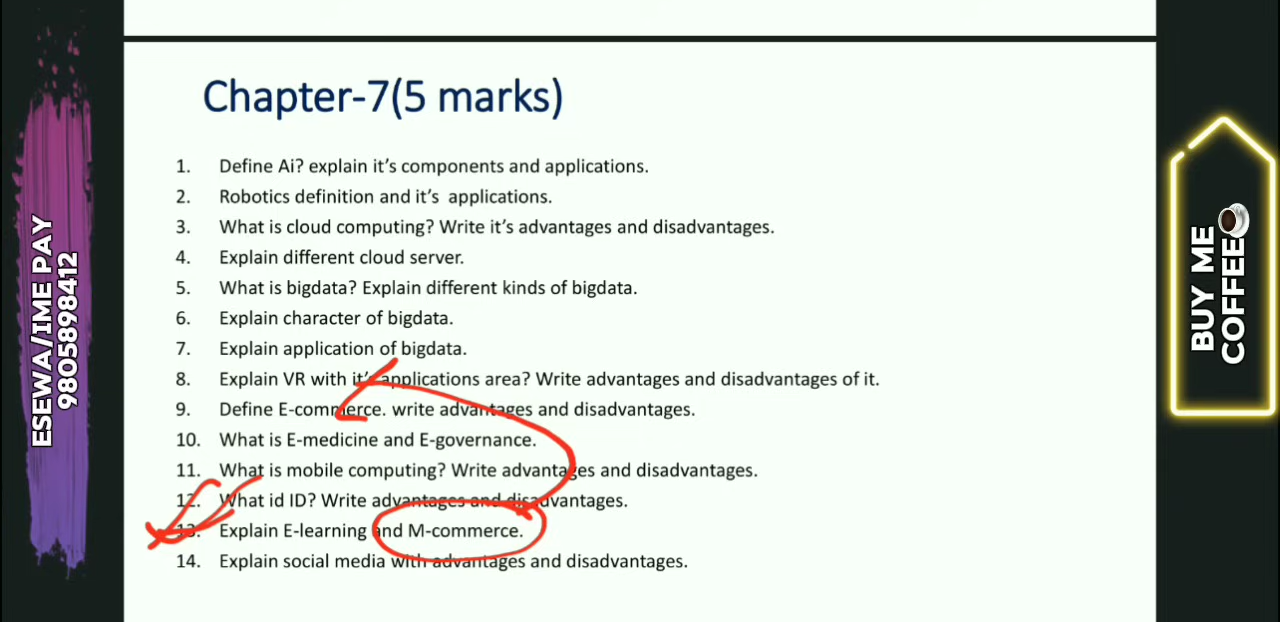 Chapter-7(5 marks)
1. Define Ai? explain it's components and applications.
2. Robotics definition and it's applications.
3. What is cloud computing? Write it's advantages and disadvantages.
4. Explain different cloud server.
5. What is bigdata? Explain different kinds of bigdata.
6. Explain character of bigdata.
7. Explain application of bigdata.
8. Explain VR with it's applications area? Write advantages and disadvantages of it.
9. Define E-commerce. write advantages and disadvantages.
10. What is E-medicine and E-governance.
11. What is mobile computing? Write advantages and disadvantages.
12. What id ID? Write advantages and disadvantages.
13. Explain E-learning and M-commerce.
14. Explain social media with advantages and disadvantages.
ESEWA/IME PAY
9805898412
BUY ME
COFFEE